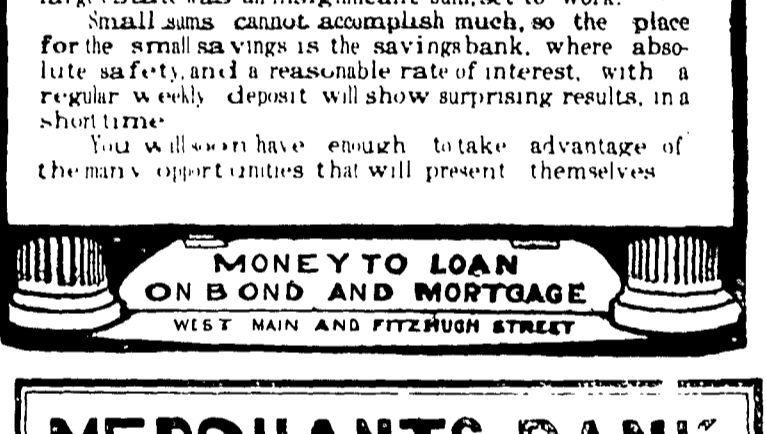 Small sums cannot accomplish much, so the place
for the small savings is the savings bank, where abso-
lute safety, and a reasonable rate of interest, with a
regular weekly deposit will show surprising results, in a
short time
You will soon have enough to take advantage of
the many opportunities that will present themselves
MONEY TO LOAN
ON BOND AND MORTGAGE
WEST MAIN AND FITZHUGH STREET
MERCHANTS BANK